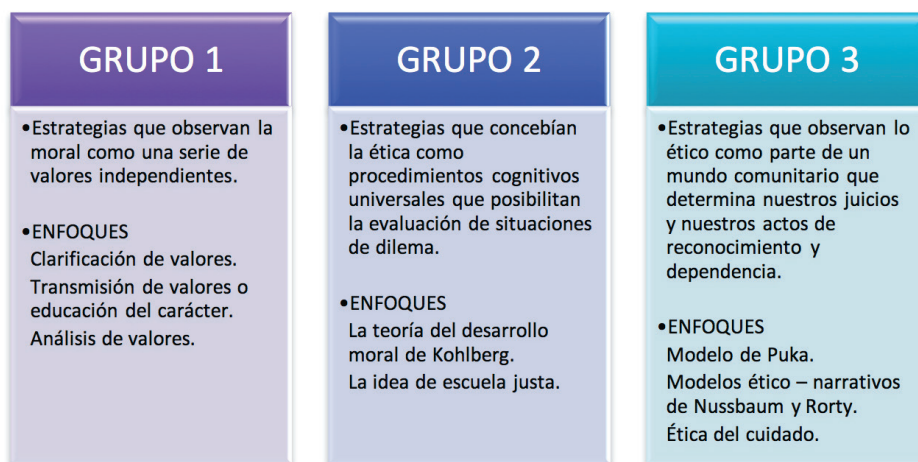 GRUPO 1
•Estrategias que observan la
moral como una serie de
valores independientes.
•ENFOQUES
Clarificación de valores.
Transmisión de valores o
educación del carácter.
Análisis de valores.
GRUPO 2
•Estrategias que concebían
la ética como
procedimientos cognitivos
universales que posibilitan
la evaluación de situaciones
de dilema.
•ENFOQUES
La teoría del desarrollo
moral de Kohlberg.
La idea de escuela justa.
GRUPO 3
•Estrategias que observan lo
ético como parte de un
mundo comunitario que
determina nuestros juicios
y nuestros actos de
reconocimiento y
dependencia.
•ENFOQUES
Modelo de Puka.
Modelos ético – narrativos
de Nussbaum y Rorty.
Ética del cuidado.